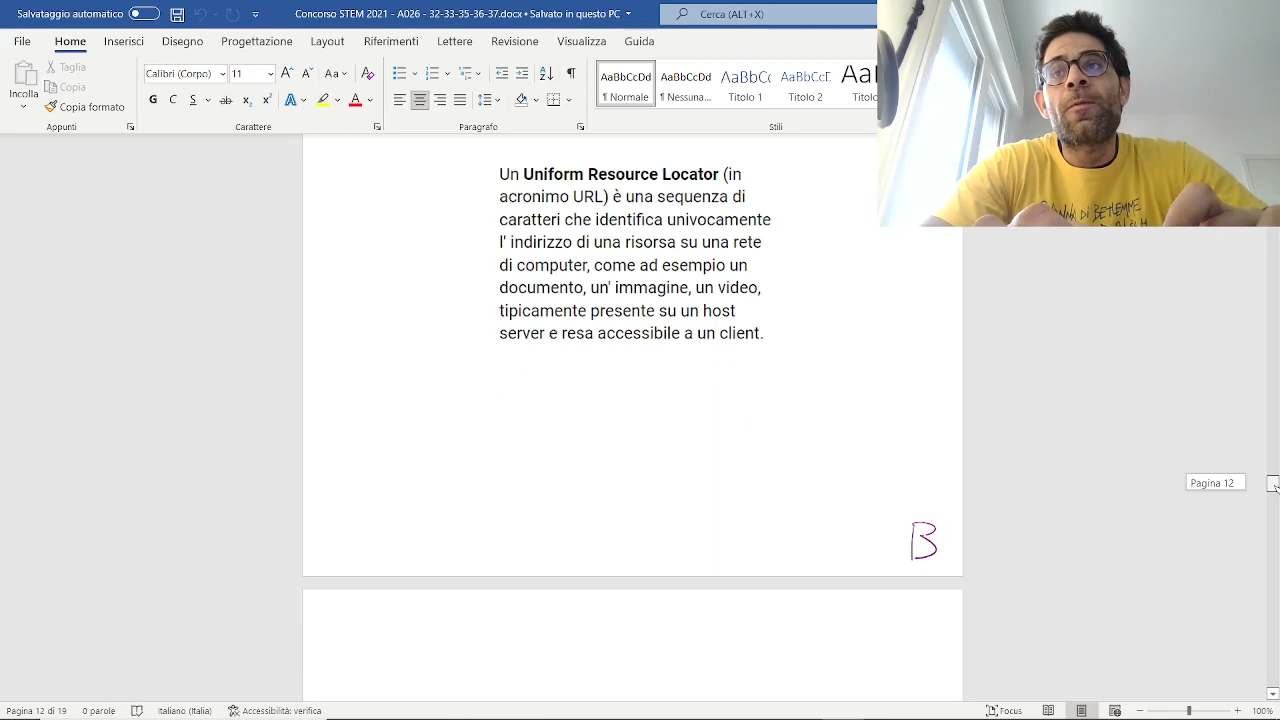 Salvataggio automatico
Concorso STEM 2021 - A026 - 32-33-35-36-37.docx • Salvato in questo PC
Cerca (ALT+X)
File Home Inserisci Disegno Progettazione Layout Riferimenti Lettere Revisione Visualizza Guida
Incolla
Taglia
Copia
Copia formato
Calibri (Corpo) 11
AaBbCcDd AaBbCcDd AaBbC AaBbCcD Aa
¶ Normale ¶ Nessuna... Titolo 1 Titolo 2 Titolo
Appunti Carattere Paragrafo Stili
Un Uniform Resource Locator (in
acronimo URL) è una sequenza di
caratteri che identifica univocamente
l' indirizzo di una risorsa su una rete
di computer, come ad esempio un
documento, un' immagine, un video,
tipicamente presente su un host
server e resa accessibile a un client.
Pagina 12
B
Pagina 12 di 19 0 parole Italiano (Italia) Accessibilità: verifica Focus 100%